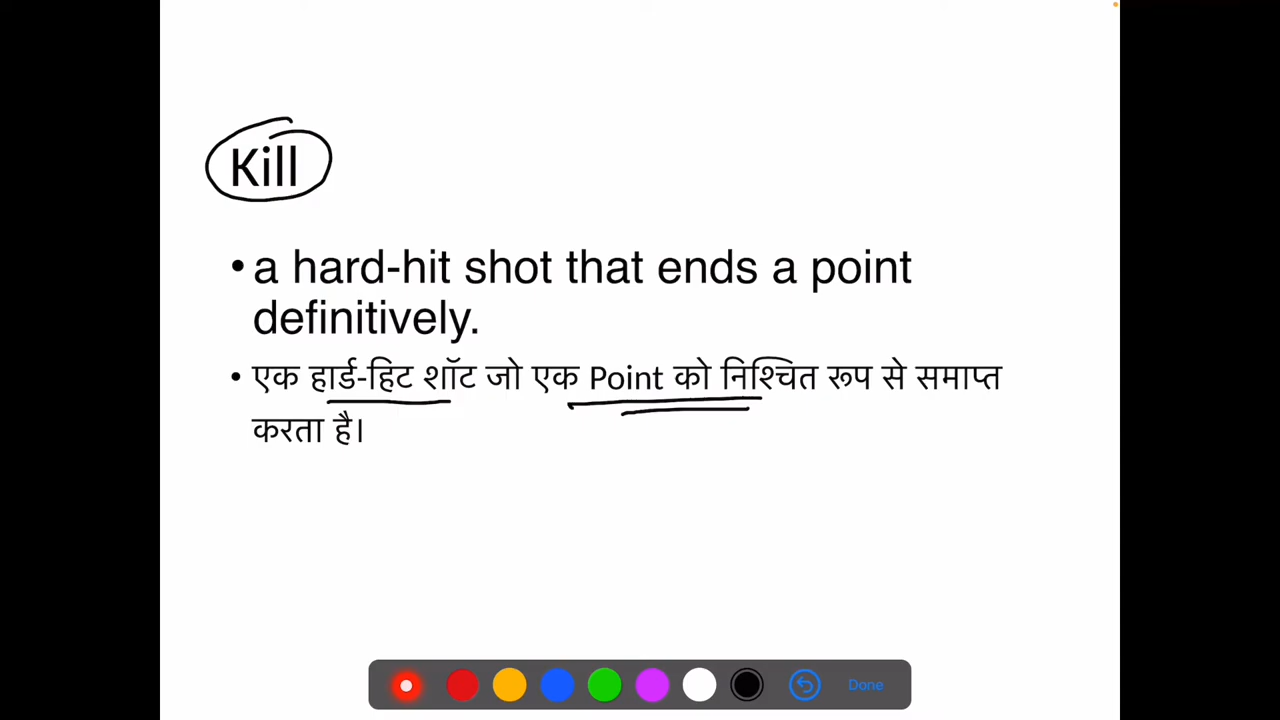 Kill
• a hard-hit shot that ends a point
definitively.
• एक हार्ड-हिट शॉट जो एक Point को निश्चित रूप से समाप्त
करता है।
Done